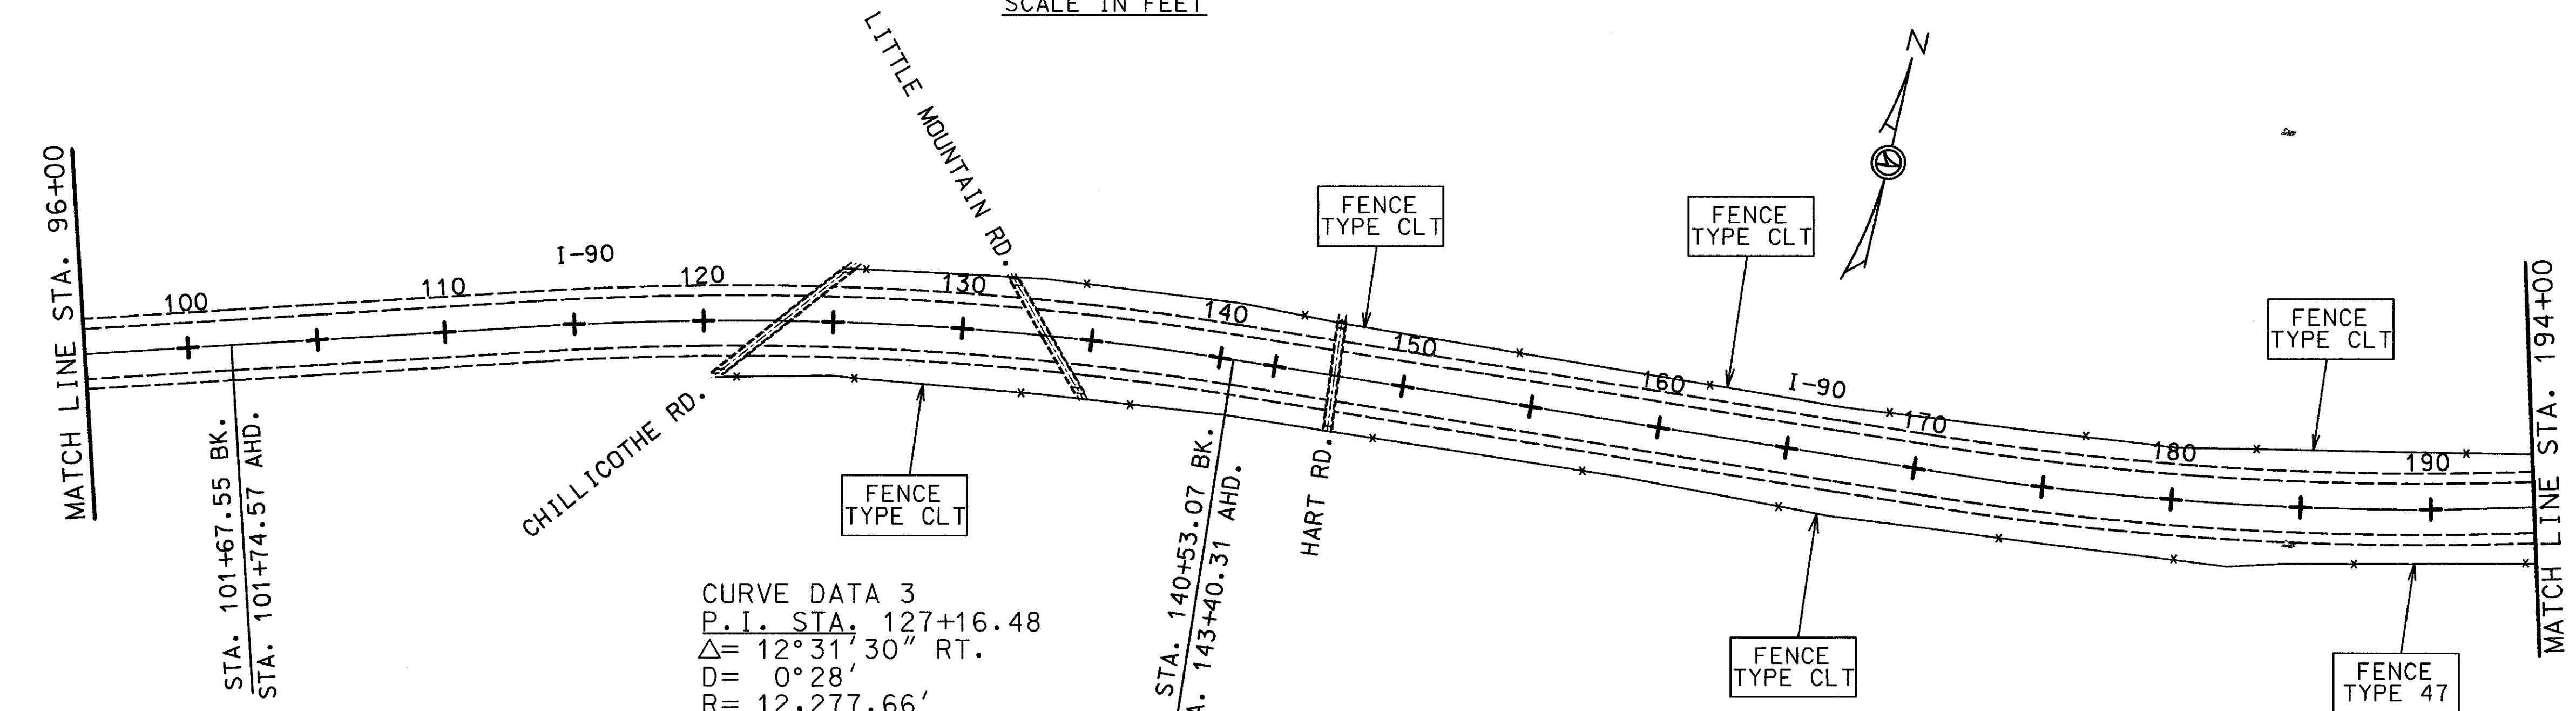 SCALE IN FEET
LITTLE MOUNTAIN RD.
N
MATCH LINE STA. 96+00
I-90
100
110
120
130
140
150
160
170
180
190
FENCE
TYPE CLT
FENCE
TYPE CLT
I-90
FENCE
TYPE CLT
MATCH LINE STA. 194+00
STA. 101+67.55 BK.
STA. 101+74.57 AHD.
CHILLICOTHE RD.
FENCE
TYPE CLT
STA. 140+53.07 BK.
A. 143+40.31 AHD.
HART RD.
FENCE
TYPE CLT
FENCE
TYPE 47
CURVE DATA 3
P.I. STA. 127+16.48
△= 12°31'30" RT.
D= 0°28'
R= 12,277.66'